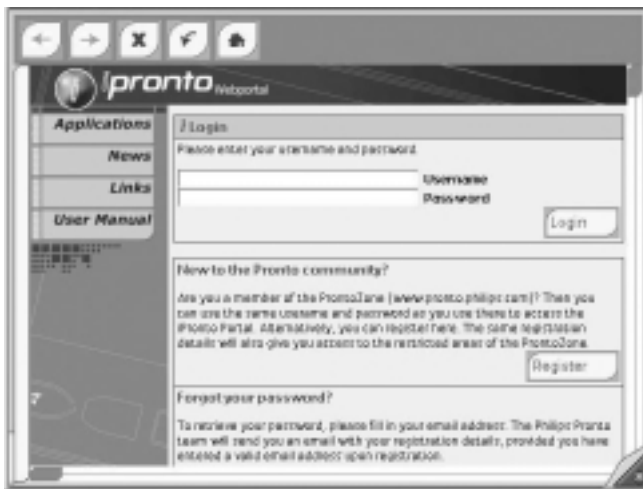 ipronto Webportal
Applications
News
Links
User Manual
Login
Please enter your username and password
Username
Password
Login
New to the Pronto community?
Are you a member of the ProntoZone (www.pronto.philips.com)? Then you
can use the same username and password as you use there to access the
iPronto Portal. Alternatively, you can register here. The same registration
details will also give you access to the restricted areas of the ProntoZone.
Register
Forgot your password?
To retrieve your password, please fill in your email address. The Philips Pronto
team will send you an email with your registration details, provided you have
entered a valid email address upon registration.